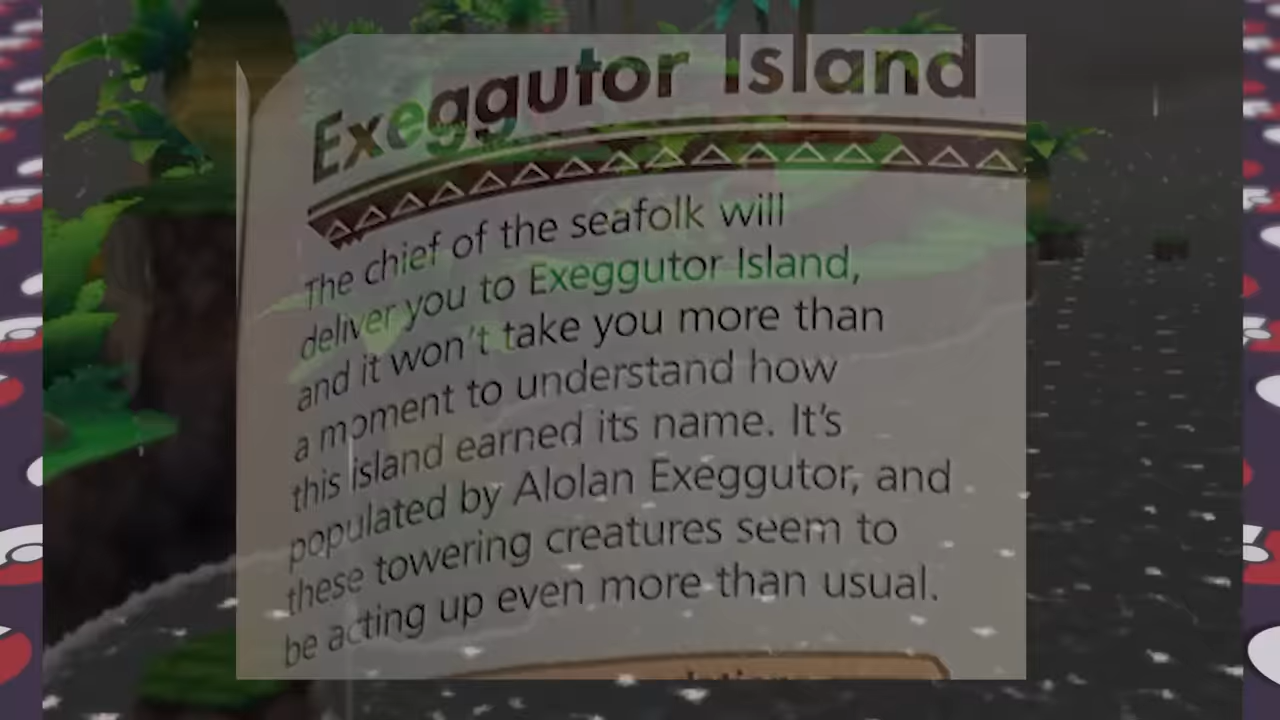 Exeggutor Island
The chief of the seafolk will
deliver you to Exeggutor Island,
and it won't take you more than
a moment to understand how
this island earned its name. It's
populated by Alolan Exeggutor, and
these towering creatures seem to
be acting up even more than usual.